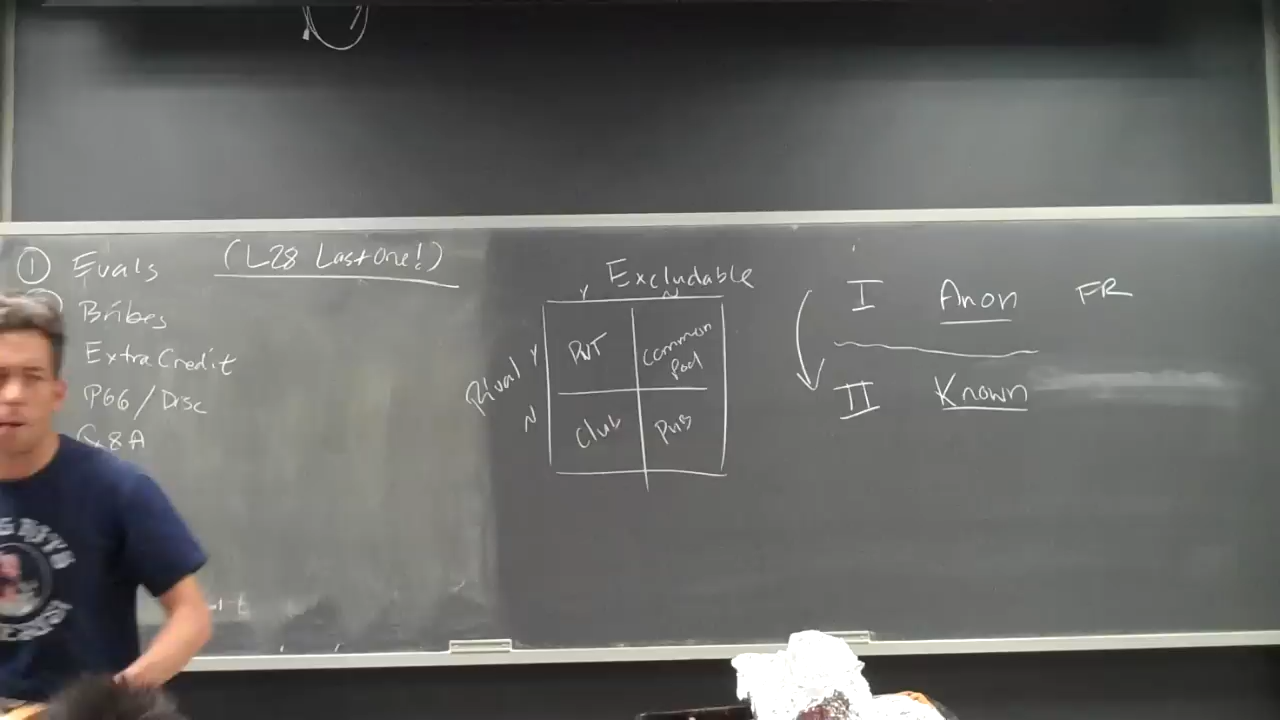 ① Evals (L28 Last One!)
Bribes
Extra Credit
P66 / Disc
Q&A
Excludable
Y N
Rival Y
N
PVT Common Pool
Club PUB
I Anon FR
II Known